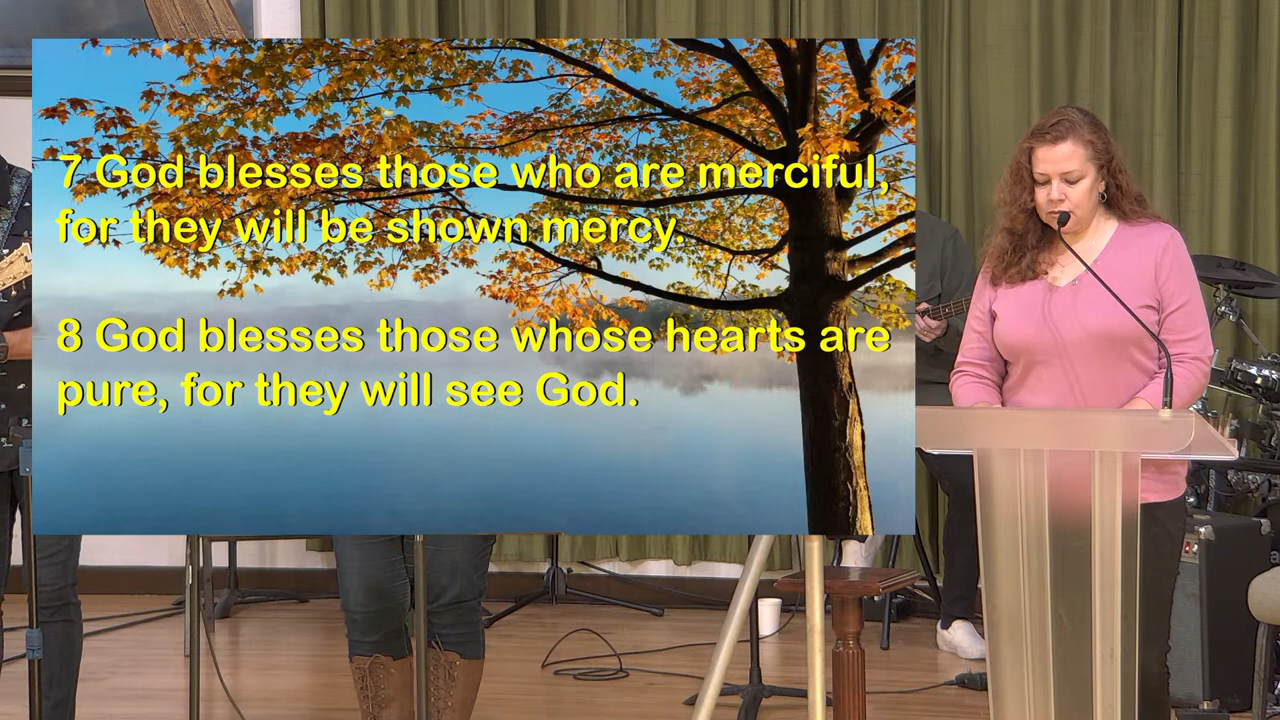 7 God blesses those who are merciful,
for they will be shown mercy.
8 God blesses those whose hearts are
pure, for they will see God.